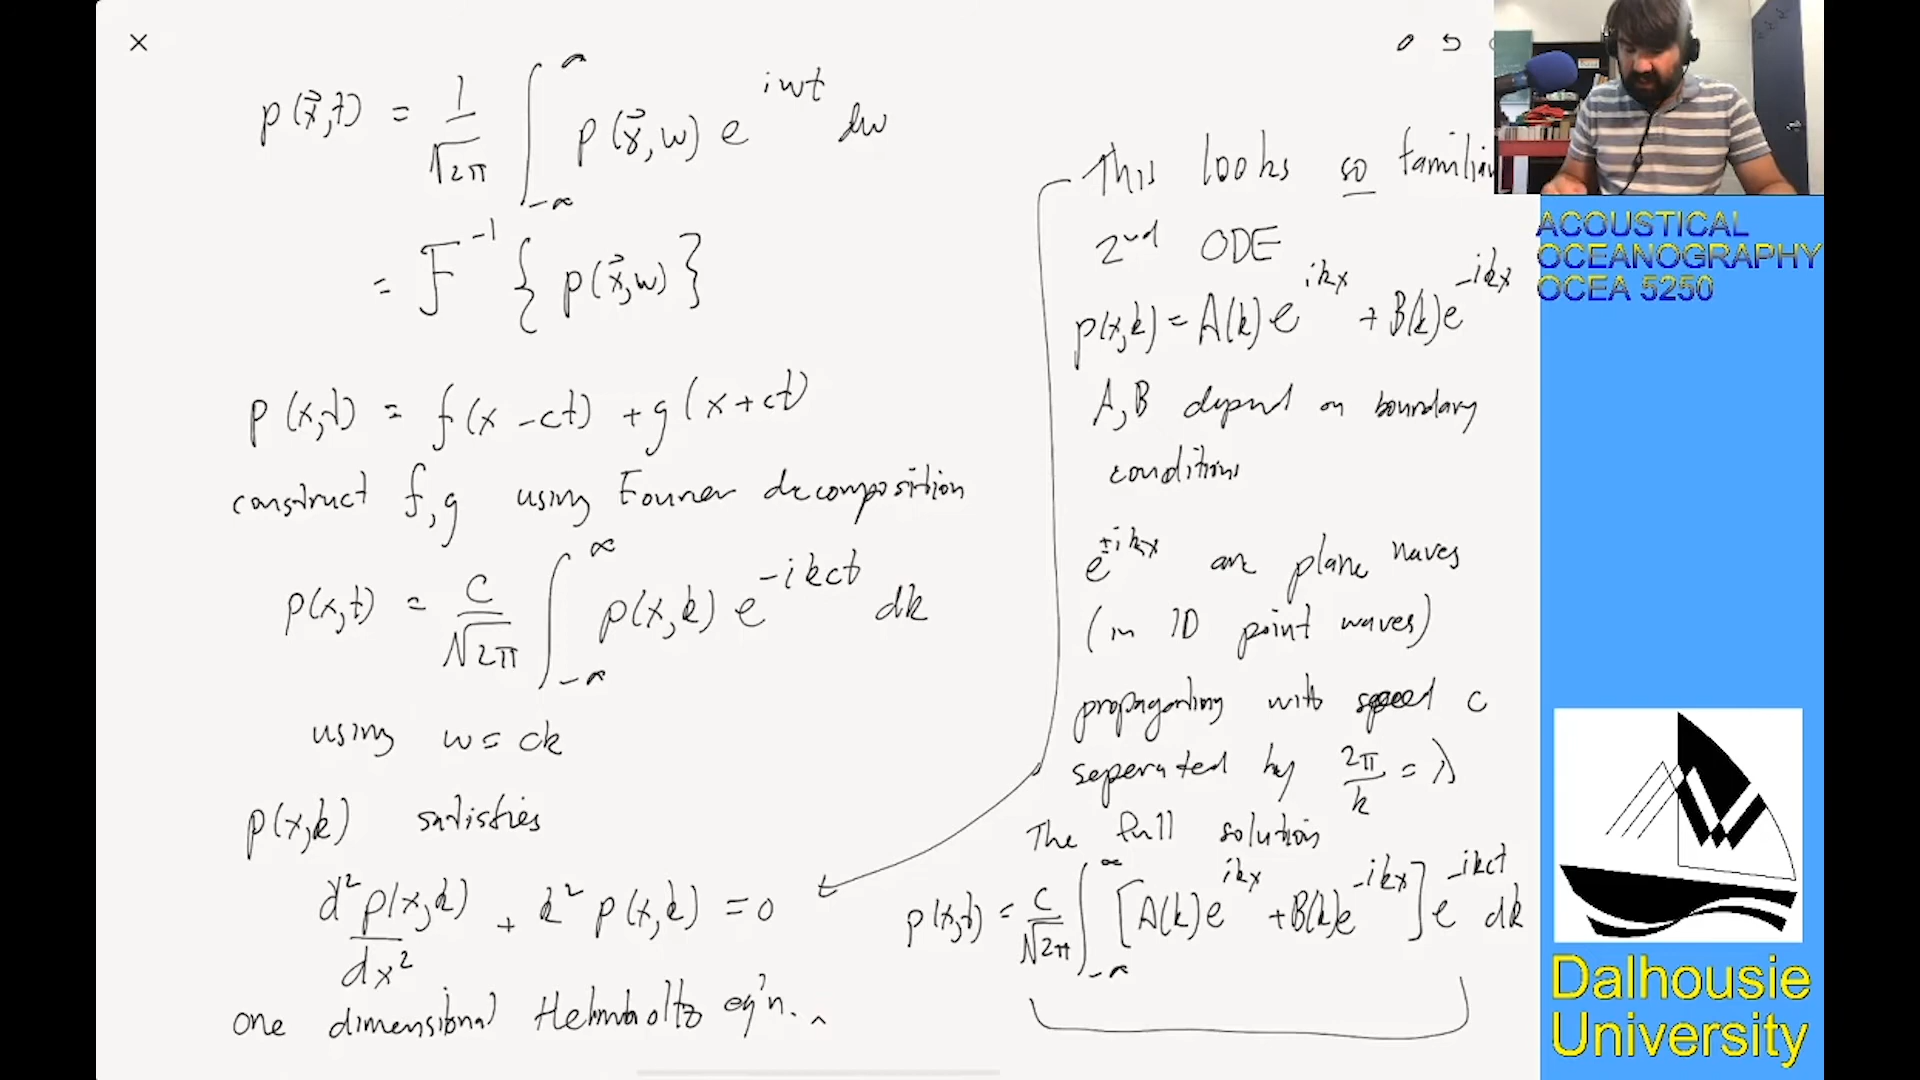 p(x⃗,t) = 1/√2π ∫_{-∞}^{∞} p(x⃗,w) e^{iwt} dw
= F^{-1} { p(x⃗,w) }
p(x,t) = f(x-ct) + g(x+ct)
construct f,g using Fourier decomposition
p(x,t) = c/√2π ∫_{-∞}^{∞} p(x,k) e^{-ikct} dk
using w = ck
p(x,k) satisfies
d²p(x,k)/dx² + k² p(x,k) = 0
one dimensional Helmholtz eq'n.
This looks so familiar
2nd ODE
p(x,k) = A(k)e^{ikx} + B(k)e^{-ikx}
A,B depend on boundary
conditions
e^{±ikx} are plane waves
(in 1D point waves)
propagating with speed c
seperated by 2π/k = λ
The full solution
p(x,t) = c/√2π ∫_{-∞}^{∞} [A(k)e^{ikx} + B(k)e^{-ikx}] e^{-ikct} dk
ACOUSTICAL
OCEANOGRAPHY
OCEA 5250
Dalhousie
University